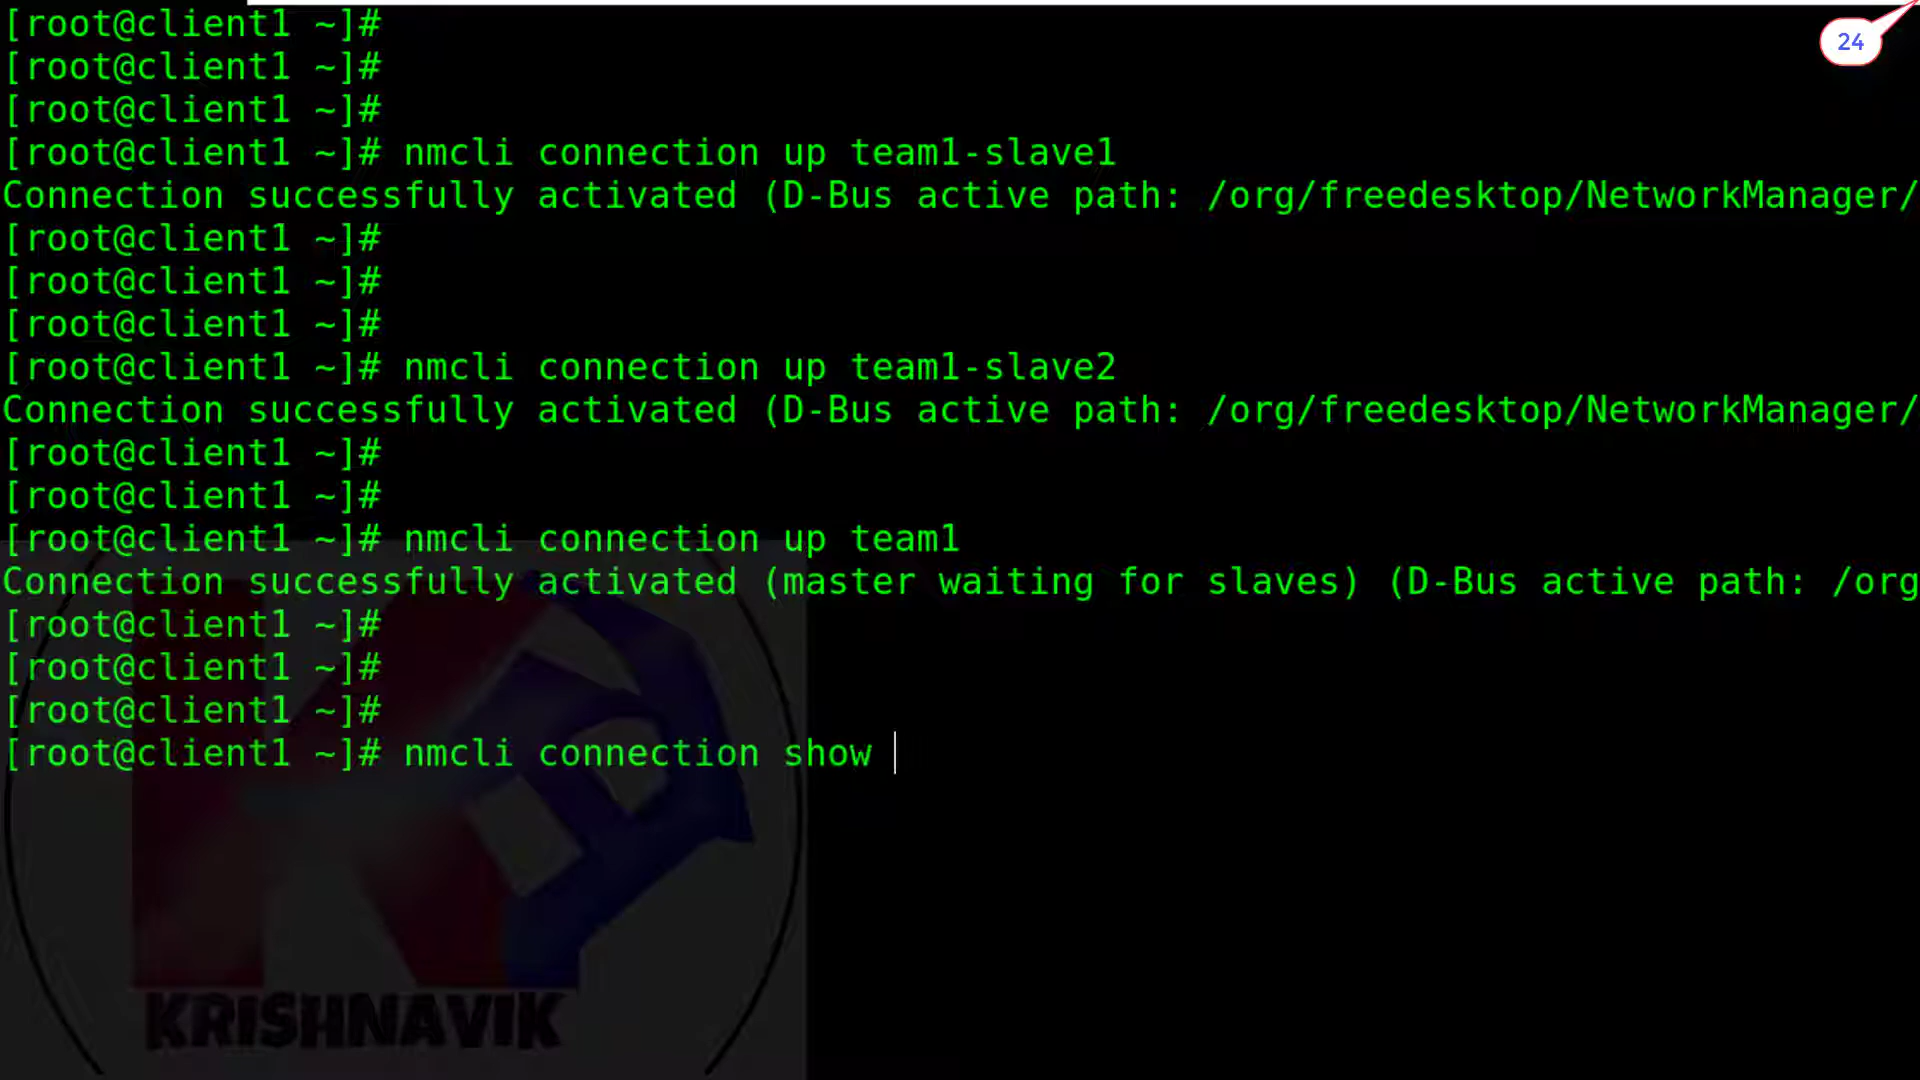 [root@client1 ~]#
24
[root@client1 ~]#
[root@client1 ~]#
[root@client1 ~]# nmcli connection up team1-slave1
Connection successfully activated (D-Bus active path: /org/freedesktop/NetworkManager/
[root@client1 ~]#
[root@client1 ~]#
[root@client1 ~]#
[root@client1 ~]# nmcli connection up team1-slave2
Connection successfully activated (D-Bus active path: /org/freedesktop/NetworkManager/
[root@client1 ~]#
[root@client1 ~]#
[root@client1 ~]# nmcli connection up team1
Connection successfully activated (master waiting for slaves) (D-Bus active path: /org
[root@client1 ~]#
[root@client1 ~]#
[root@client1 ~]#
[root@client1 ~]# nmcli connection show
KRISHNAVIK